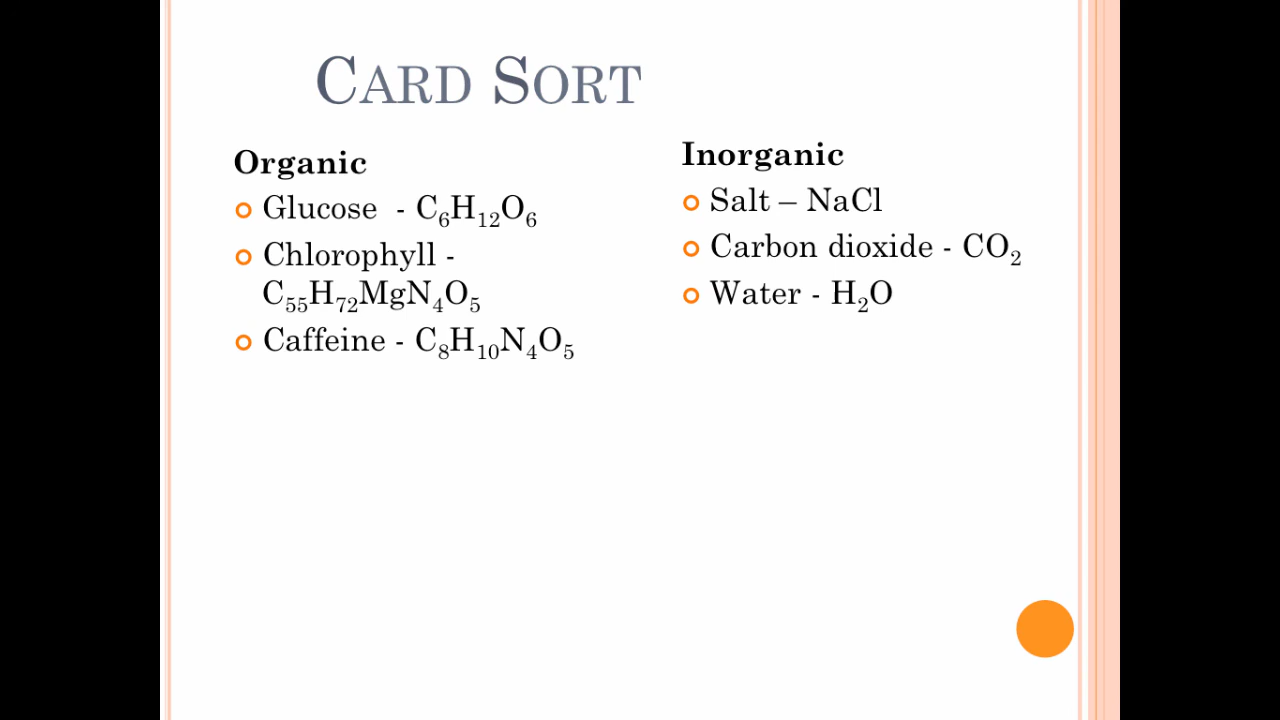 Card Sort
Organic
Glucose - C₆H₁₂O₆
Chlorophyll -
C₅₅H₇₂MgN₄O₅
Caffeine - C₈H₁₀N₄O₅
Inorganic
Salt – NaCl
Carbon dioxide - CO₂
Water - H₂O